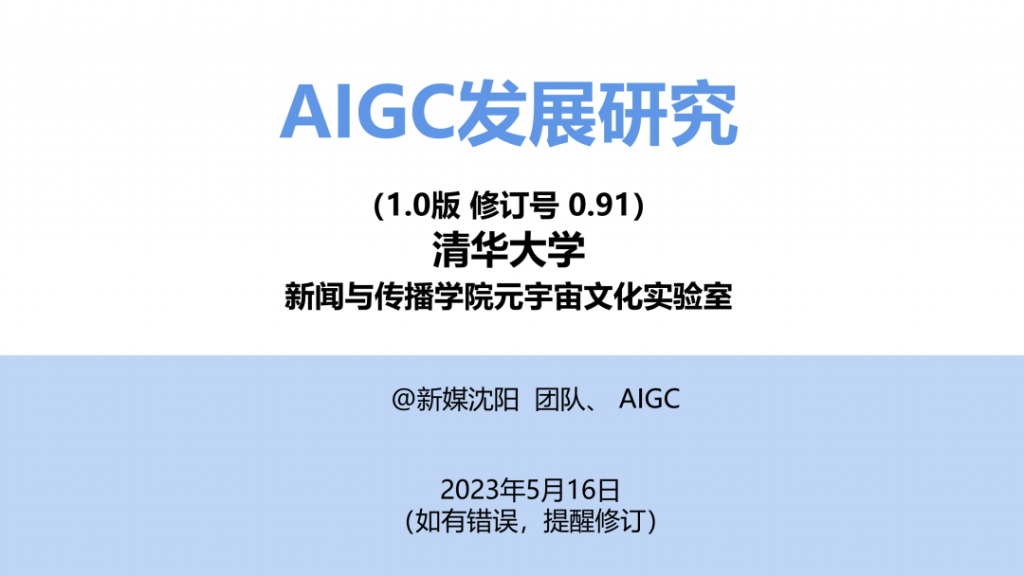 AIGC发展研究
（1.0版 修订号 0.91）
清华大学
新闻与传播学院元宇宙文化实验室
@新媒沈阳 团队、 AIGC
2023年5月16日
（如有错误，提醒修订）